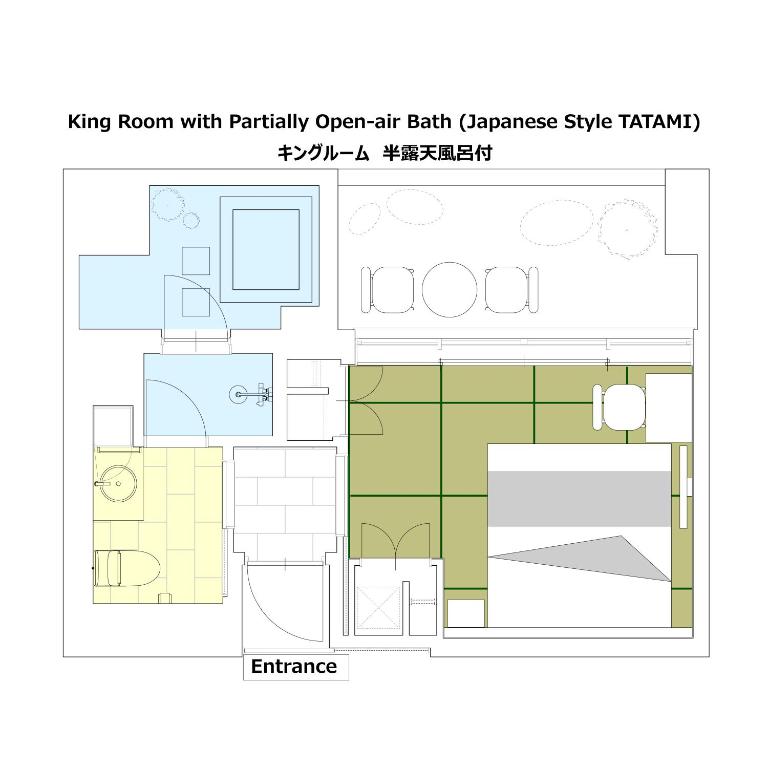 King Room with Partially Open-air Bath (Japanese Style TATAMI)
キングルーム 半露天風呂付
Entrance